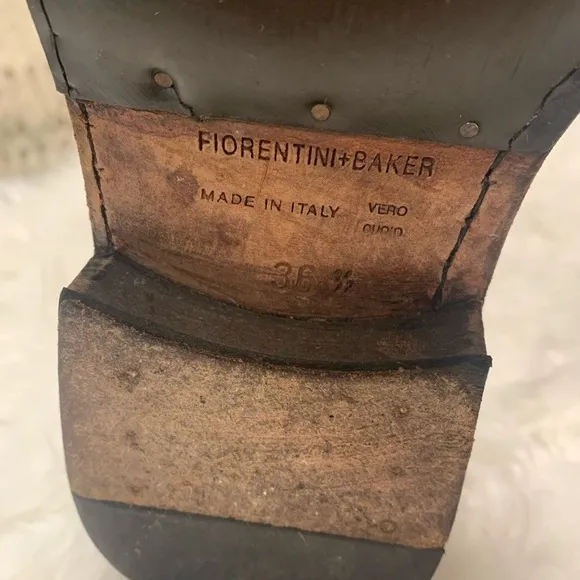 FIORENTINI+BAKER
MADE IN ITALY VERO
CUOIO
36 ½